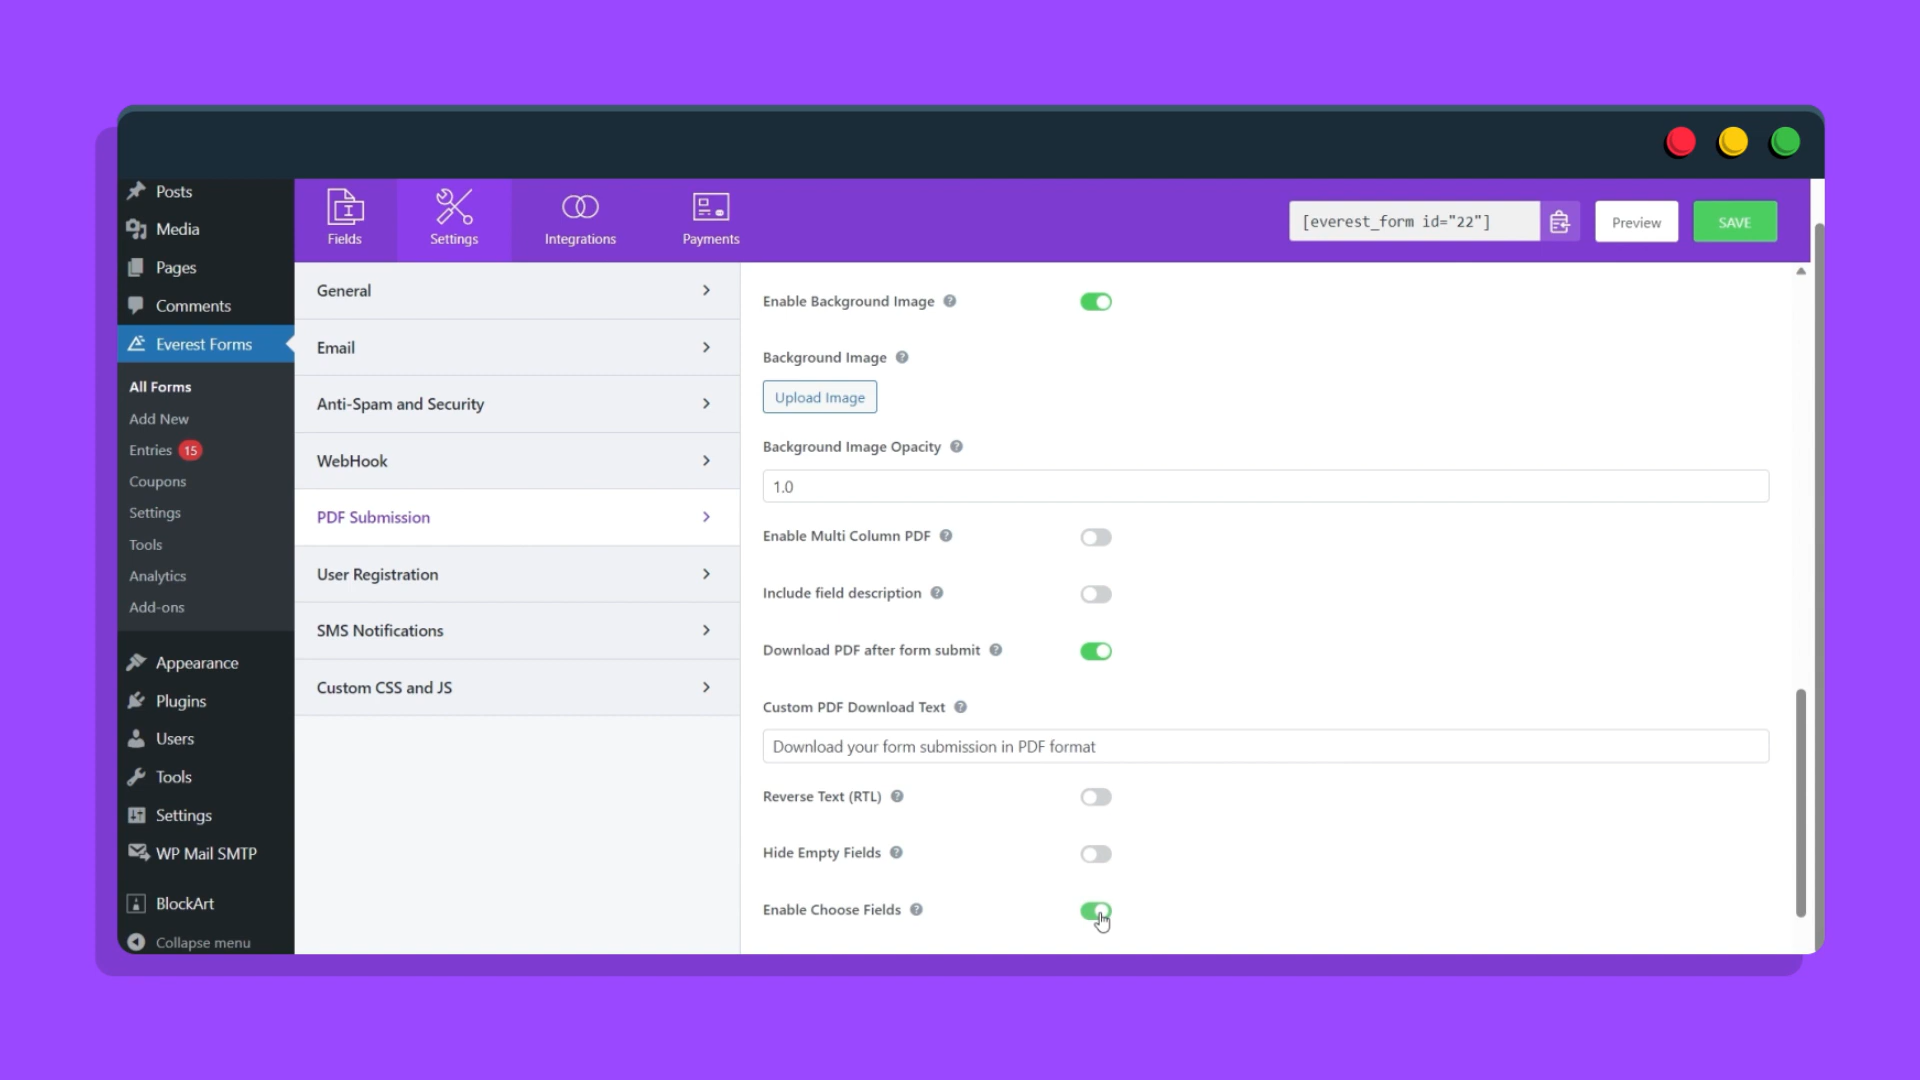 Posts
Media
Pages
Comments
Everest Forms
All Forms
Add New
Entries 15
Coupons
Settings
Tools
Analytics
Add-ons
Appearance
Plugins
Users
Tools
Settings
WP Mail SMTP
BlockArt
Collapse menu
Fields
Settings
Integrations
Payments
[everest_form id="22"]
Preview
SAVE
General
Email
Anti-Spam and Security
WebHook
PDF Submission
User Registration
SMS Notifications
Custom CSS and JS
Enable Background Image
Background Image
Upload Image
Background Image Opacity
1.0
Enable Multi Column PDF
Include field description
Download PDF after form submit
Custom PDF Download Text
Download your form submission in PDF format
Reverse Text (RTL)
Hide Empty Fields
Enable Choose Fields